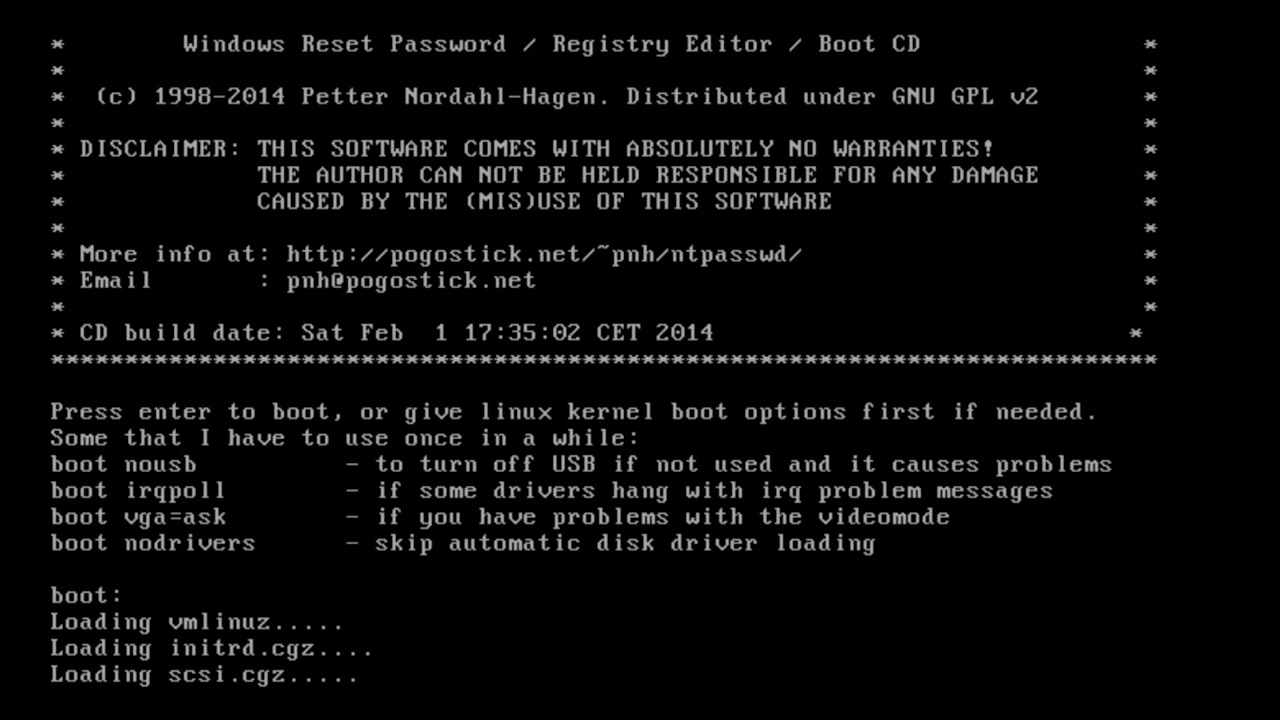 *        Windows Reset Password / Registry Editor / Boot CD               *
*                                                                         *
*  (c) 1998-2014 Petter Nordahl-Hagen. Distributed under GNU GPL v2       *
*                                                                         *
* DISCLAIMER: THIS SOFTWARE COMES WITH ABSOLUTELY NO WARRANTIES!          *
*             THE AUTHOR CAN NOT BE HELD RESPONSIBLE FOR ANY DAMAGE       *
*             CAUSED BY THE (MIS)USE OF THIS SOFTWARE                     *
*                                                                         *
* More info at: http://pogostick.net/~pnh/ntpasswd/                       *
* Email       : pnh@pogostick.net                                         *
*                                                                         *
* CD build date: Sat Feb  1 17:35:02 CET 2014                            *
***************************************************************************
Press enter to boot, or give linux kernel boot options first if needed.
Some that I have to use once in a while:
boot nousb          - to turn off USB if not used and it causes problems
boot irqpoll        - if some drivers hang with irq problem messages
boot vga=ask        - if you have problems with the videomode
boot nodrivers      - skip automatic disk driver loading
boot:
Loading vmlinuz.....
Loading initrd.cgz....
Loading scsi.cgz.....